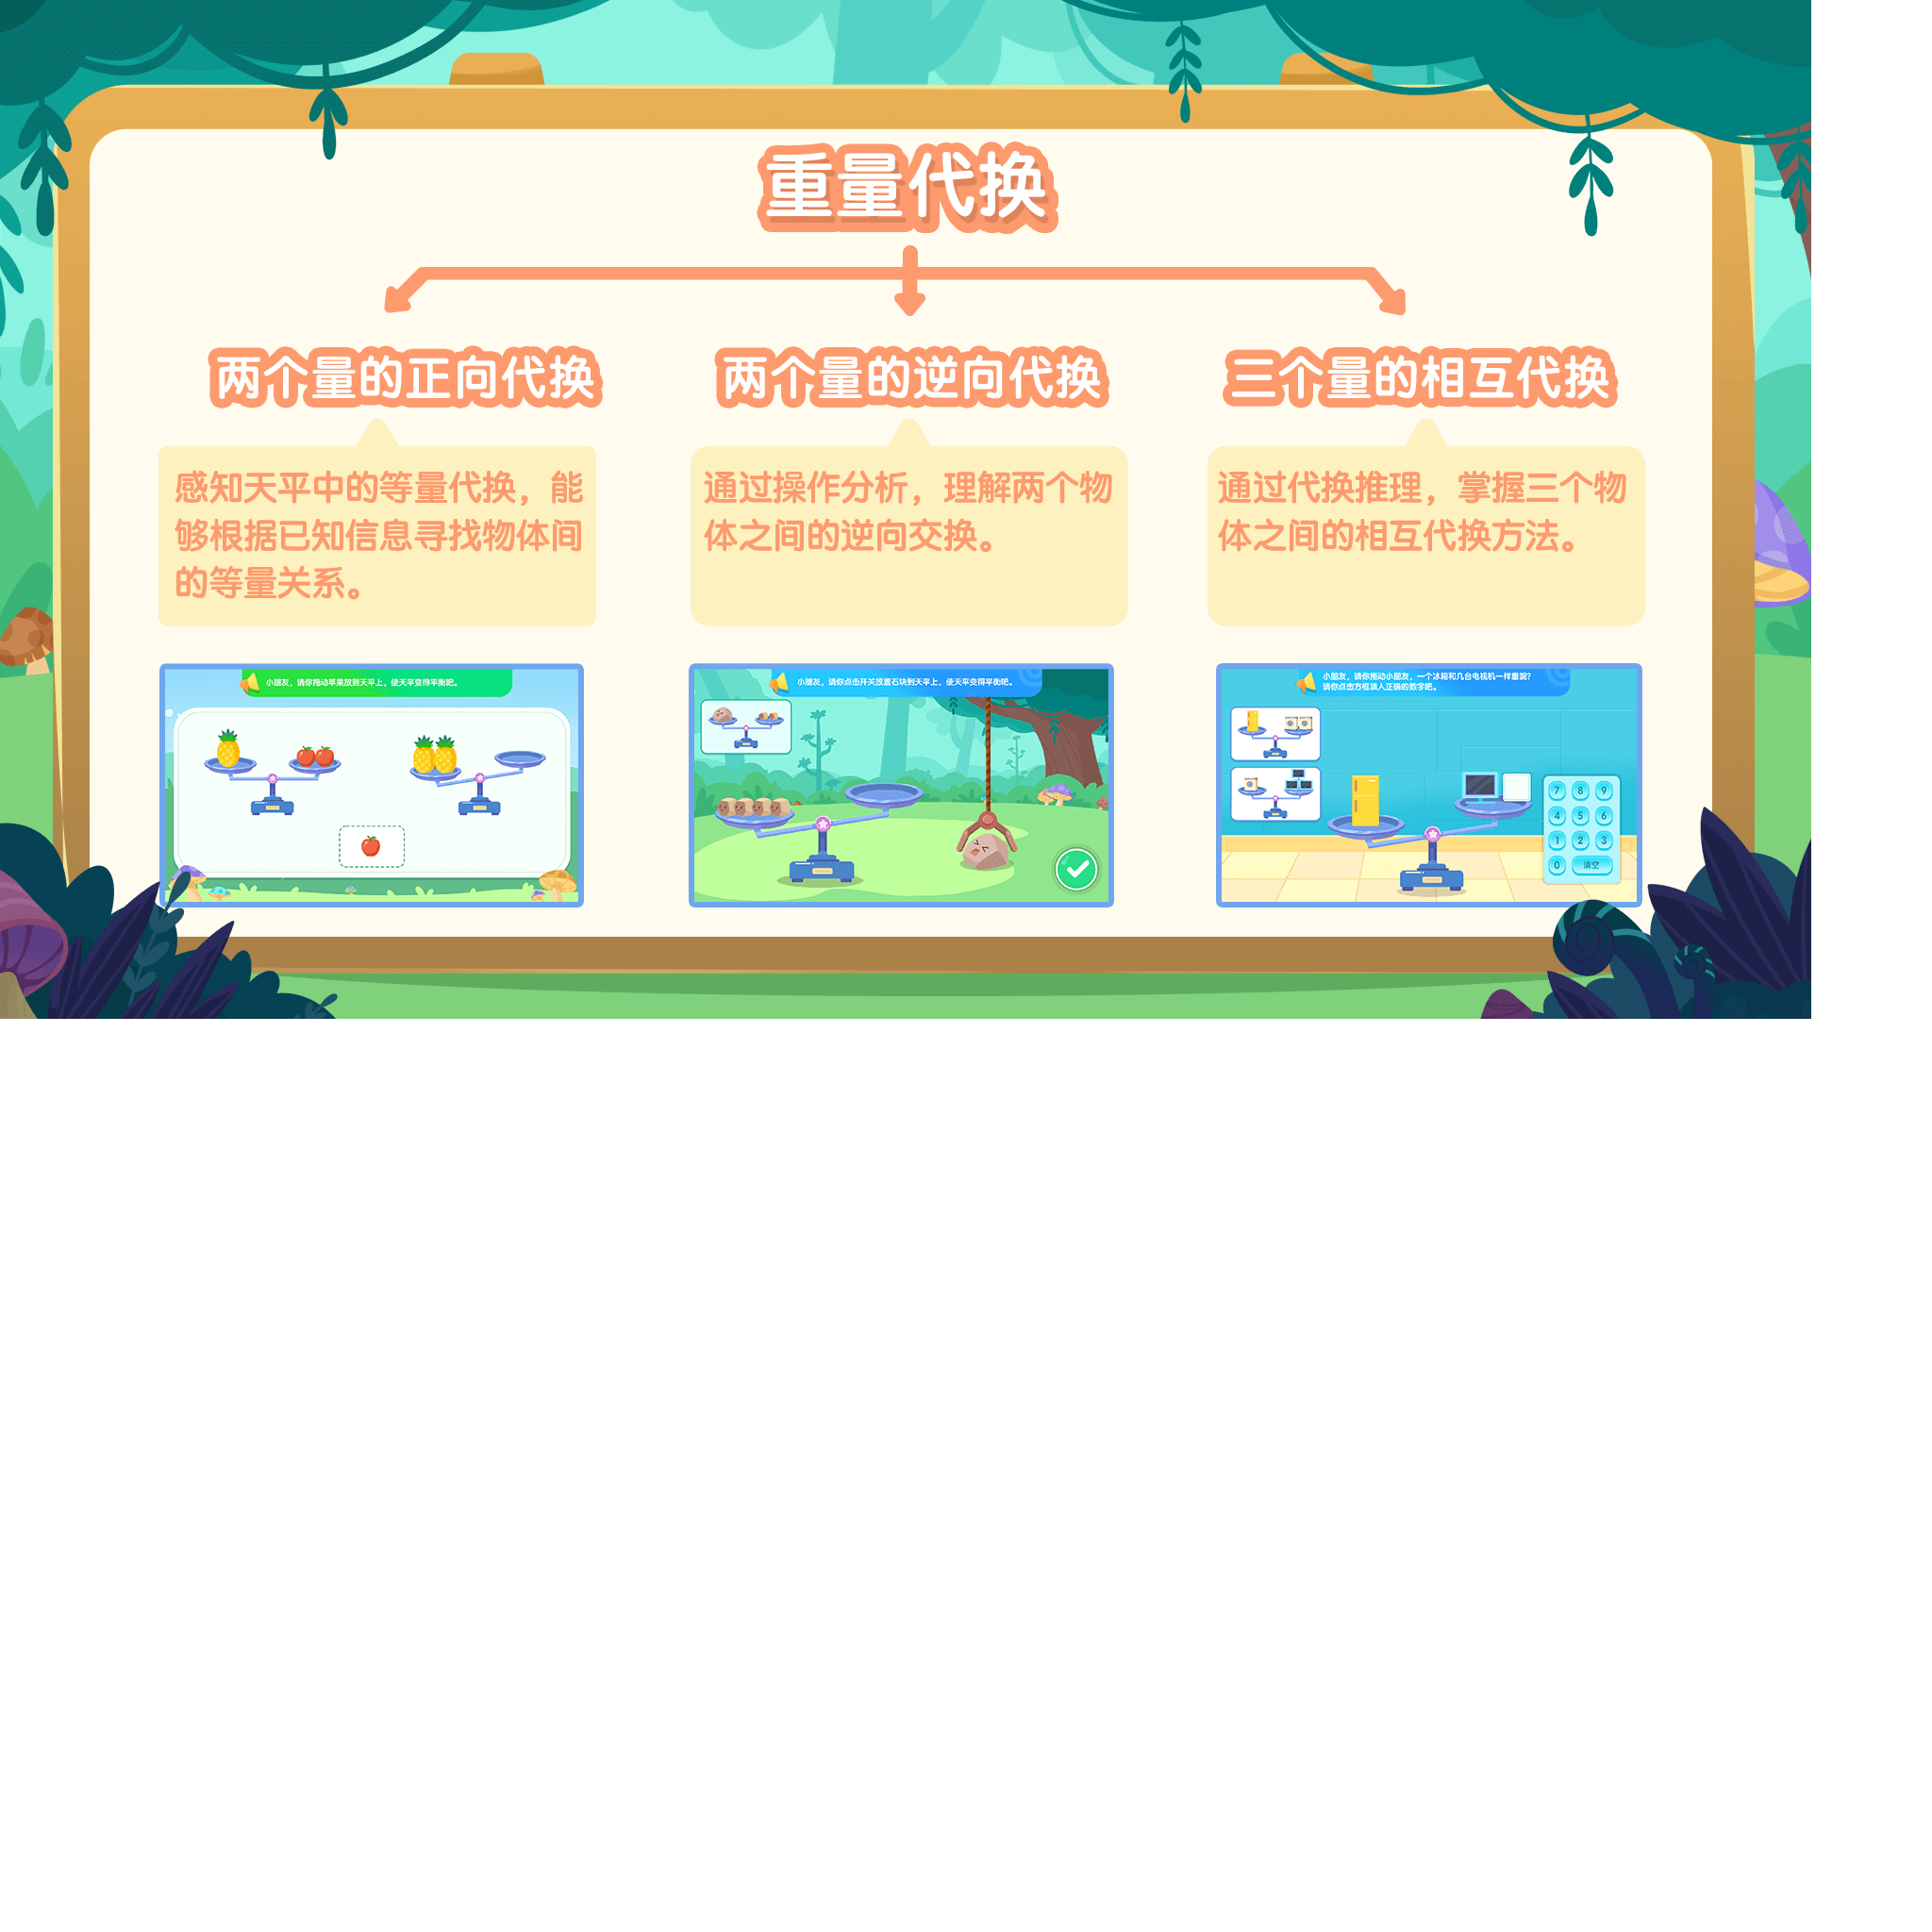 重量代换
两个量的正向代换
两个量的逆向代换
三个量的相互代换
感知天平中的等量代换，能
够根据已知信息寻找物体间
的等量关系。
通过操作分析，理解两个物
体之间的逆向交换。
通过代换推理，掌握三个物
体之间的相互代换方法。
小朋友，请你拖动苹果放到天平上，使天平变得平衡吧。
小朋友，请你点击开关放置石块到天平上，使天平变得平衡吧。
小朋友，请你拖动小朋友，一个冰箱和几台电视机一样重呢？
请你点击方框填入正确的数字吧。
7 8 9
4 5 6
1 2 3
0 清空